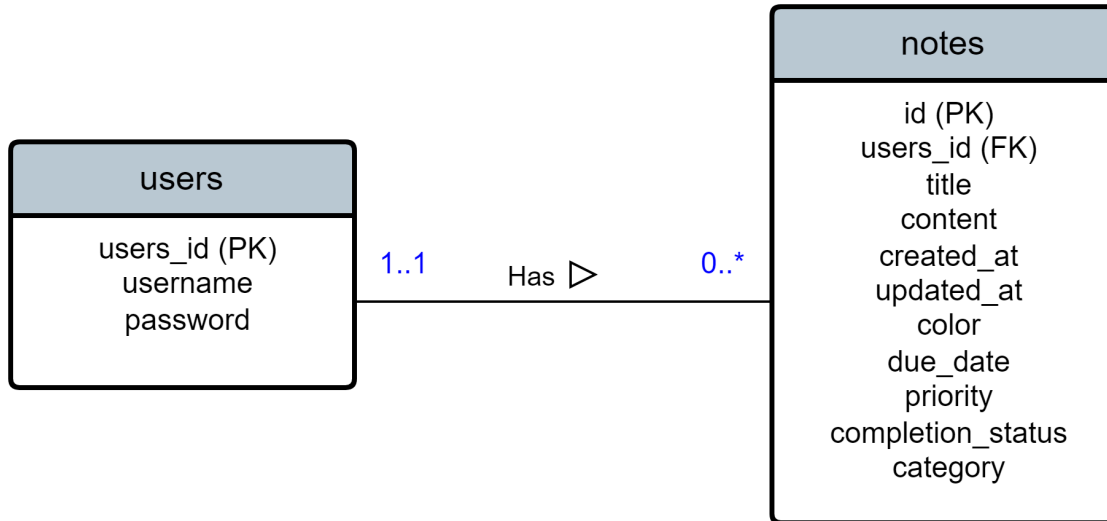 users
users_id (PK)
username
password
1..1
Has
0..*
notes
id (PK)
users_id (FK)
title
content
created_at
updated_at
color
due_date
priority
completion_status
category